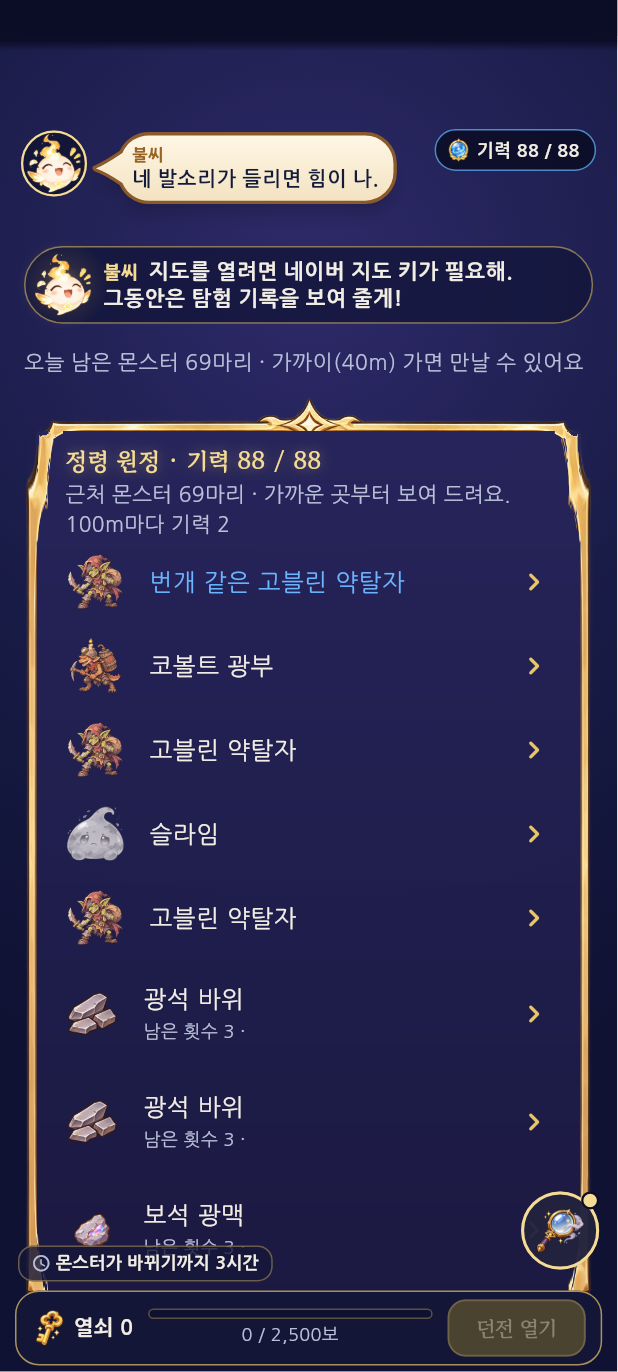 불씨
네 발소리가 들리면 힘이 나.
기력 88 / 88
불씨 지도를 열려면 네이버 지도 키가 필요해.
그동안은 탐험 기록을 보여 줄게!
오늘 남은 몬스터 69마리 · 가까이(40m) 가면 만날 수 있어요
정령 원정 · 기력 88 / 88
근처 몬스터 69마리 · 가까운 곳부터 보여 드려요.
100m마다 기력 2
번개 같은 고블린 약탈자
코볼트 광부
고블린 약탈자
슬라임
고블린 약탈자
광석 바위
남은 횟수 3 ·
광석 바위
남은 횟수 3 ·
보석 광맥
남은 횟수 3 ·
몬스터가 바뀌기까지 3시간
열쇠 0
0 / 2,500보
던전 열기